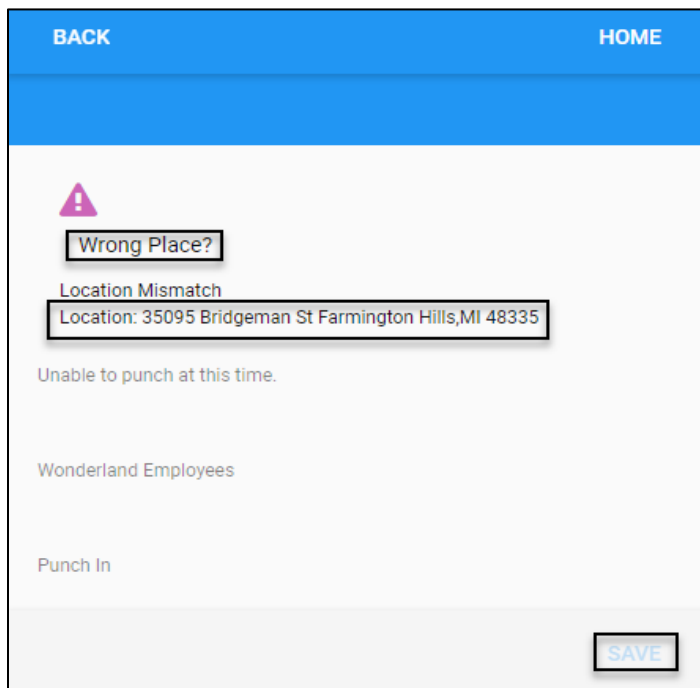 BACK HOME
Wrong Place?
Location Mismatch
Location: 35095 Bridgeman St Farmington Hills,MI 48335
Unable to punch at this time.
Wonderland Employees
Punch In
SAVE